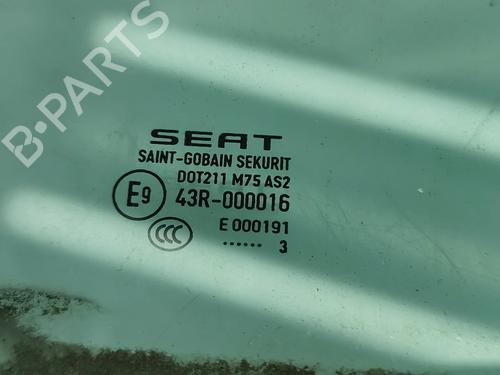 B-PARTS
SEAT
SAINT-GOBAIN SEKURIT
DOT211 M75 AS2
E9 43R-000016
CCC E 000191
...... 3